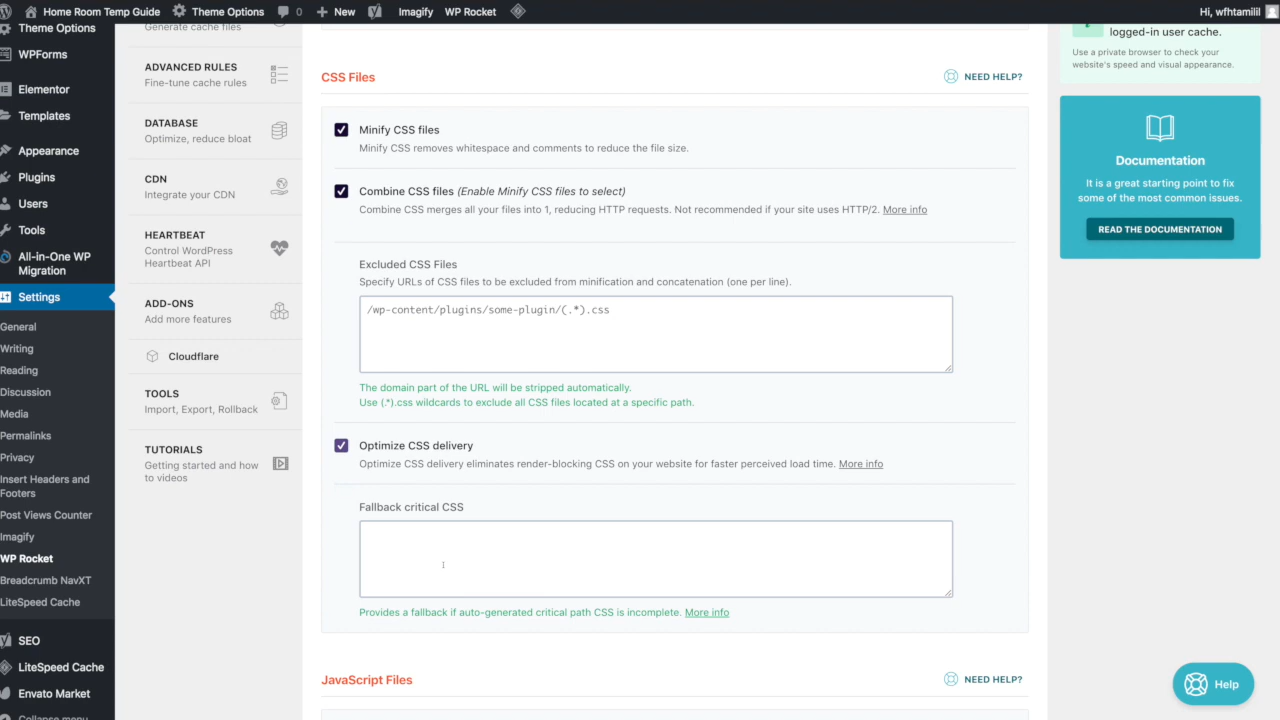 Home Room Temp Guide
Theme Options
0
New
Imagify
WP Rocket
Hi, wfhtamilil
Theme Options
WPForms
Elementor
Templates
Appearance
Plugins
Users
Tools
All-in-One WP
Migration
Settings
General
Writing
Reading
Discussion
Media
Permalinks
Privacy
Insert Headers and
Footers
Post Views Counter
Imagify
WP Rocket
Breadcrumb NavXT
LiteSpeed Cache
SEO
LiteSpeed Cache
Envato Market
Collapse menu
Generate cache files
ADVANCED RULES
Fine-tune cache rules
DATABASE
Optimize, reduce bloat
CDN
Integrate your CDN
HEARTBEAT
Control WordPress
Heartbeat API
ADD-ONS
Add more features
Cloudflare
TOOLS
Import, Export, Rollback
TUTORIALS
Getting started and how
to videos
CSS Files
NEED HELP?
Minify CSS files
Minify CSS removes whitespace and comments to reduce the file size.
Combine CSS files (Enable Minify CSS files to select)
Combine CSS merges all your files into 1, reducing HTTP requests. Not recommended if your site uses HTTP/2. More info
Excluded CSS Files
Specify URLs of CSS files to be excluded from minification and concatenation (one per line).
/wp-content/plugins/some-plugin/(.*).css
The domain part of the URL will be stripped automatically.
Use (.*).css wildcards to exclude all CSS files located at a specific path.
Optimize CSS delivery
Optimize CSS delivery eliminates render-blocking CSS on your website for faster perceived load time. More info
Fallback critical CSS
Provides a fallback if auto-generated critical path CSS is incomplete. More info
JavaScript Files
NEED HELP?
logged-in user cache.
Use a private browser to check your
website's speed and visual appearance.
Documentation
It is a great starting point to fix
some of the most common issues.
READ THE DOCUMENTATION
Help